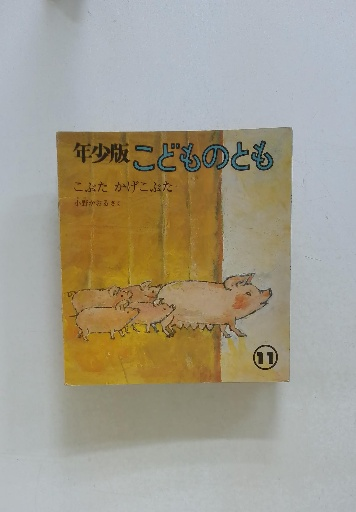 年少版 こどものとも
こぶた かげこぶた
小野かおる さく
11